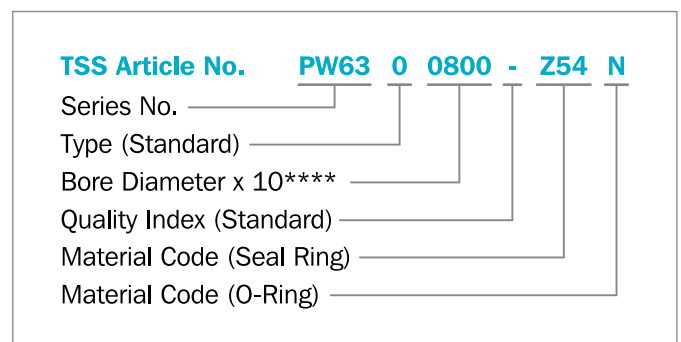 TSS Article No. PW63 0 0800 - Z54 N
Series No.
Type (Standard)
Bore Diameter x 10****
Quality Index (Standard)
Material Code (Seal Ring)
Material Code (O-Ring)